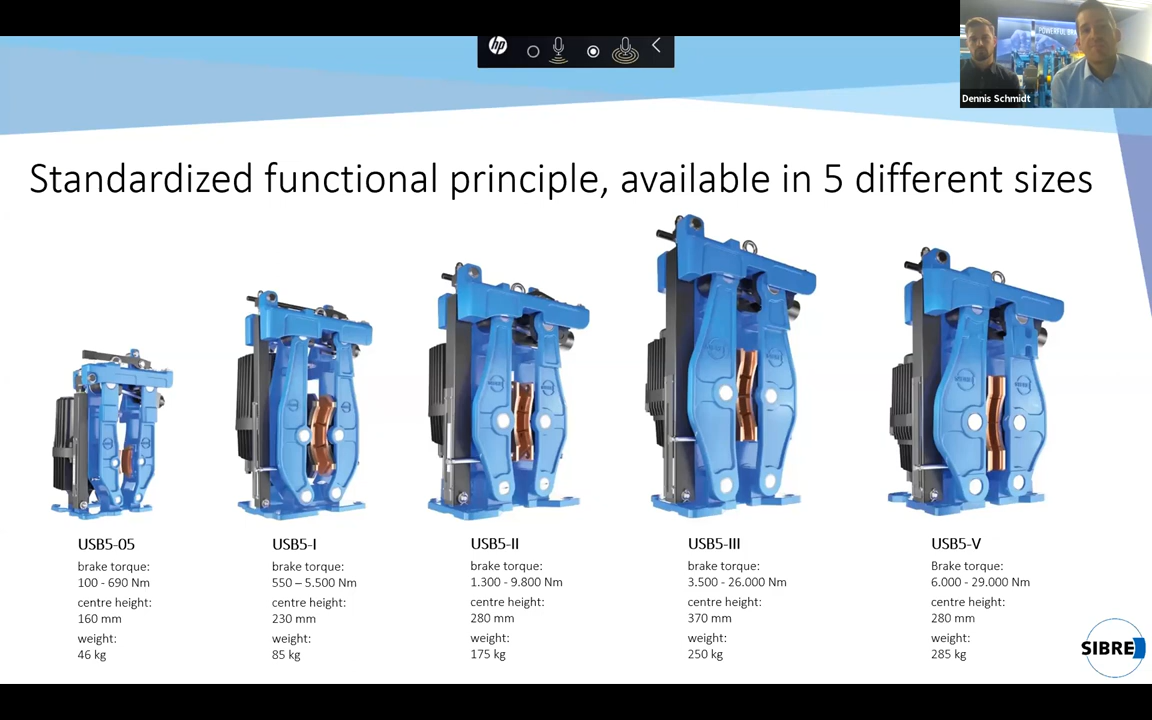 hp
POWERFUL BRA
Dennis Schmidt
Standardized functional principle, available in 5 different sizes
USB5-05
brake torque:
100 - 690 Nm
centre height:
160 mm
weight:
46 kg
USB5-I
brake torque:
550 – 5.500 Nm
centre height:
230 mm
weight:
85 kg
USB5-II
brake torque:
1.300 - 9.800 Nm
centre height:
280 mm
weight:
175 kg
USB5-III
brake torque:
3.500 - 26.000 Nm
centre height:
370 mm
weight:
250 kg
USB5-V
Brake torque:
6.000 - 29.000 Nm
centre height:
280 mm
weight:
285 kg
SIBRE